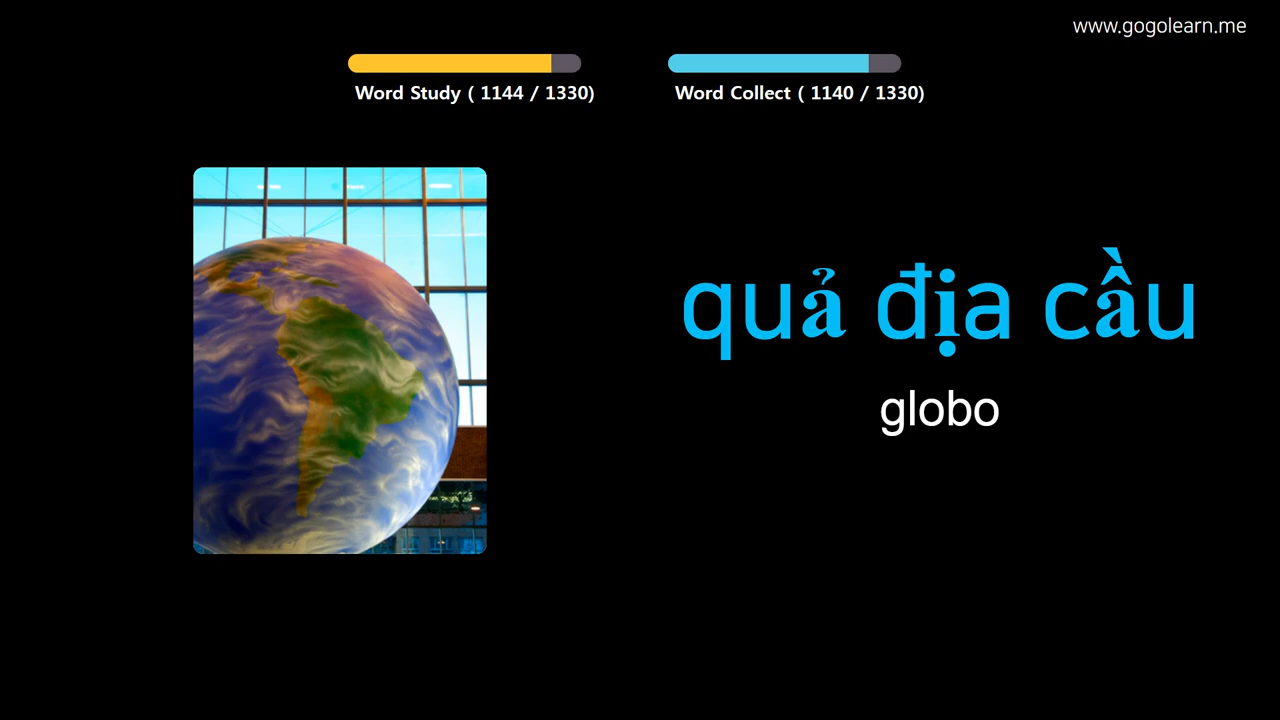 www.gogolearn.me
Word Study ( 1144 / 1330)
Word Collect ( 1140 / 1330)
quả địa cầu
globo